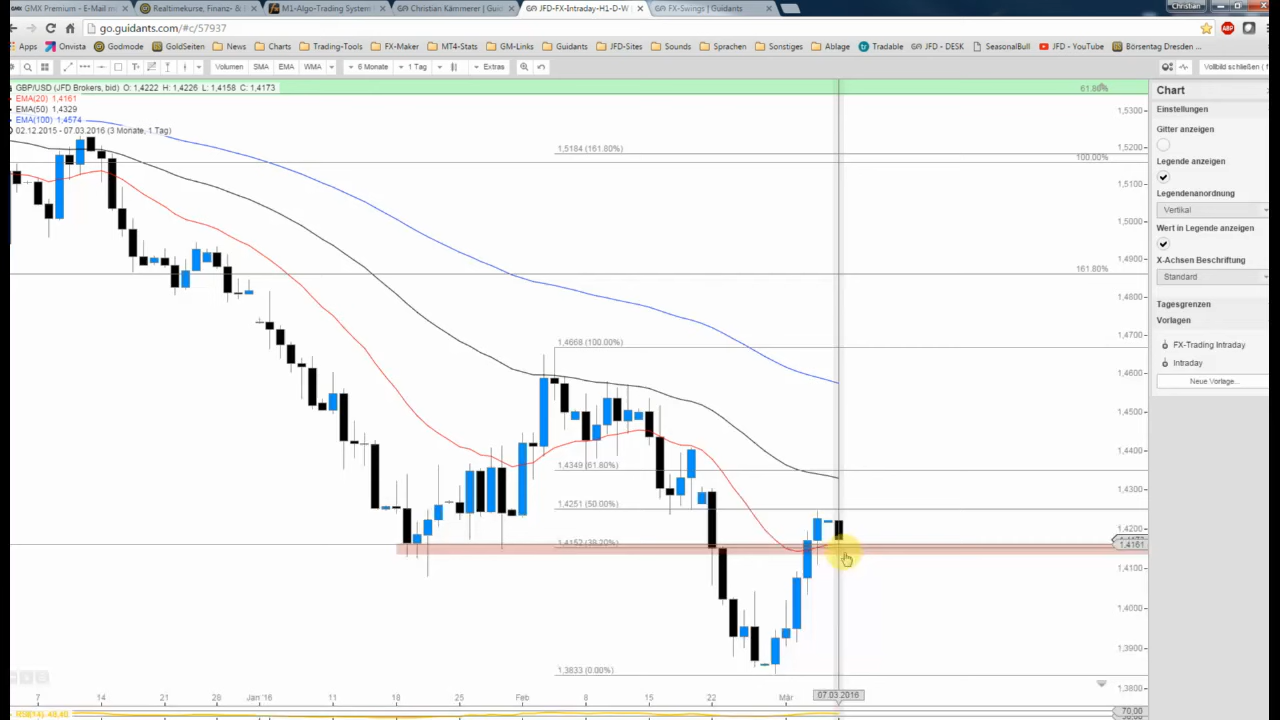 GMX Premium - E-Mail m
Realtimekurse, Finanz- &
M1-Algo-Trading System
Christian Kämmerer | Gui
JFD-FX-Intraday-H1-D-W
FX-Swings | Guidants
Christian
go.guidants.com/#c/57937
Apps
Onvista
Godmode
GoldSeiten
News
Charts
Trading-Tools
FX-Maker
MT4-Stats
GM-Links
Guidants
JFD-Sites
Sounds
Sprachen
Sonstiges
Ablage
Tradable
JFD - DESK
SeasonalBull
JFD - YouTube
Börsentag Dresden ...
Volumen
SMA
EMA
WMA
6 Monate
1 Tag
Extras
Vollbild schließen (
GBP/USD (JFD Brokers, bid) O: 1,4222 H: 1,4226 L: 1,4158 C: 1,4173
EMA(20) 1,4161
EMA(50) 1,4329
EMA(100) 1,4574
02.12.2015 - 07.03.2016 (3 Monate, 1 Tag)
61.80%
1,5300
1,5184 (161.80%)
1,5200
100.00%
1,5100
1,5000
1,4900
161.80%
1,4800
1,4700
1,4668 (100.00%)
1,4600
1,4500
1,4400
1,4349 (61.80%)
1,4300
1,4251 (50.00%)
1,4200
1,4152 (38.20%)
1,4161
1,4100
1,4000
1,3900
1,3833 (0.00%)
1,3800
7
14
21
28
Jan '16
11
18
25
Feb
8
15
22
Mär
07.03.2016
RSI(14) 49,40
70,00
Chart
Einstellungen
Gitter anzeigen
Legende anzeigen
Legendenanordnung
Vertikal
Wert in Legende anzeigen
X-Achsen Beschriftung
Standard
Tagesgrenzen
Vorlagen
FX-Trading Intraday
Intraday
Neue Vorlage...